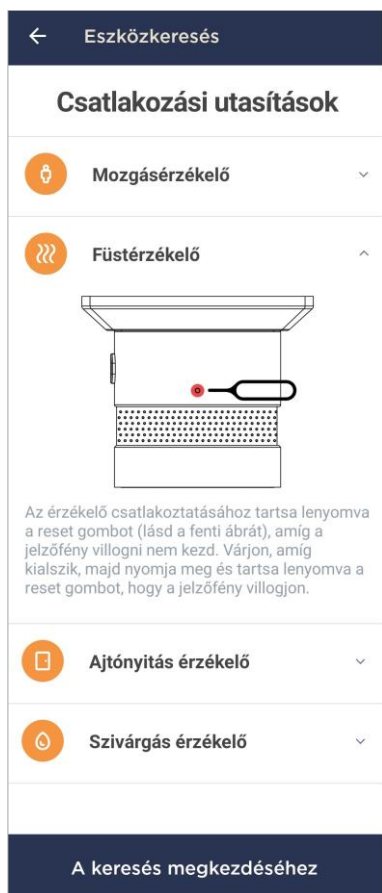 Eszközkeresés
Csatlakozási utasítások
Mozgásérzékelő
Füstérzékelő
Az érzékelő csatlakoztatásához tartsa lenyomva
a reset gombot (lásd a fenti ábrát), amíg a
jelzőfény villogni nem kezd. Várjon, amíg
kialszik, majd nyomja meg és tartsa lenyomva a
reset gombot, hogy a jelzőfény villogjon.
Ajtónyitás érzékelő
Szivárgás érzékelő
A keresés megkezdéséhez